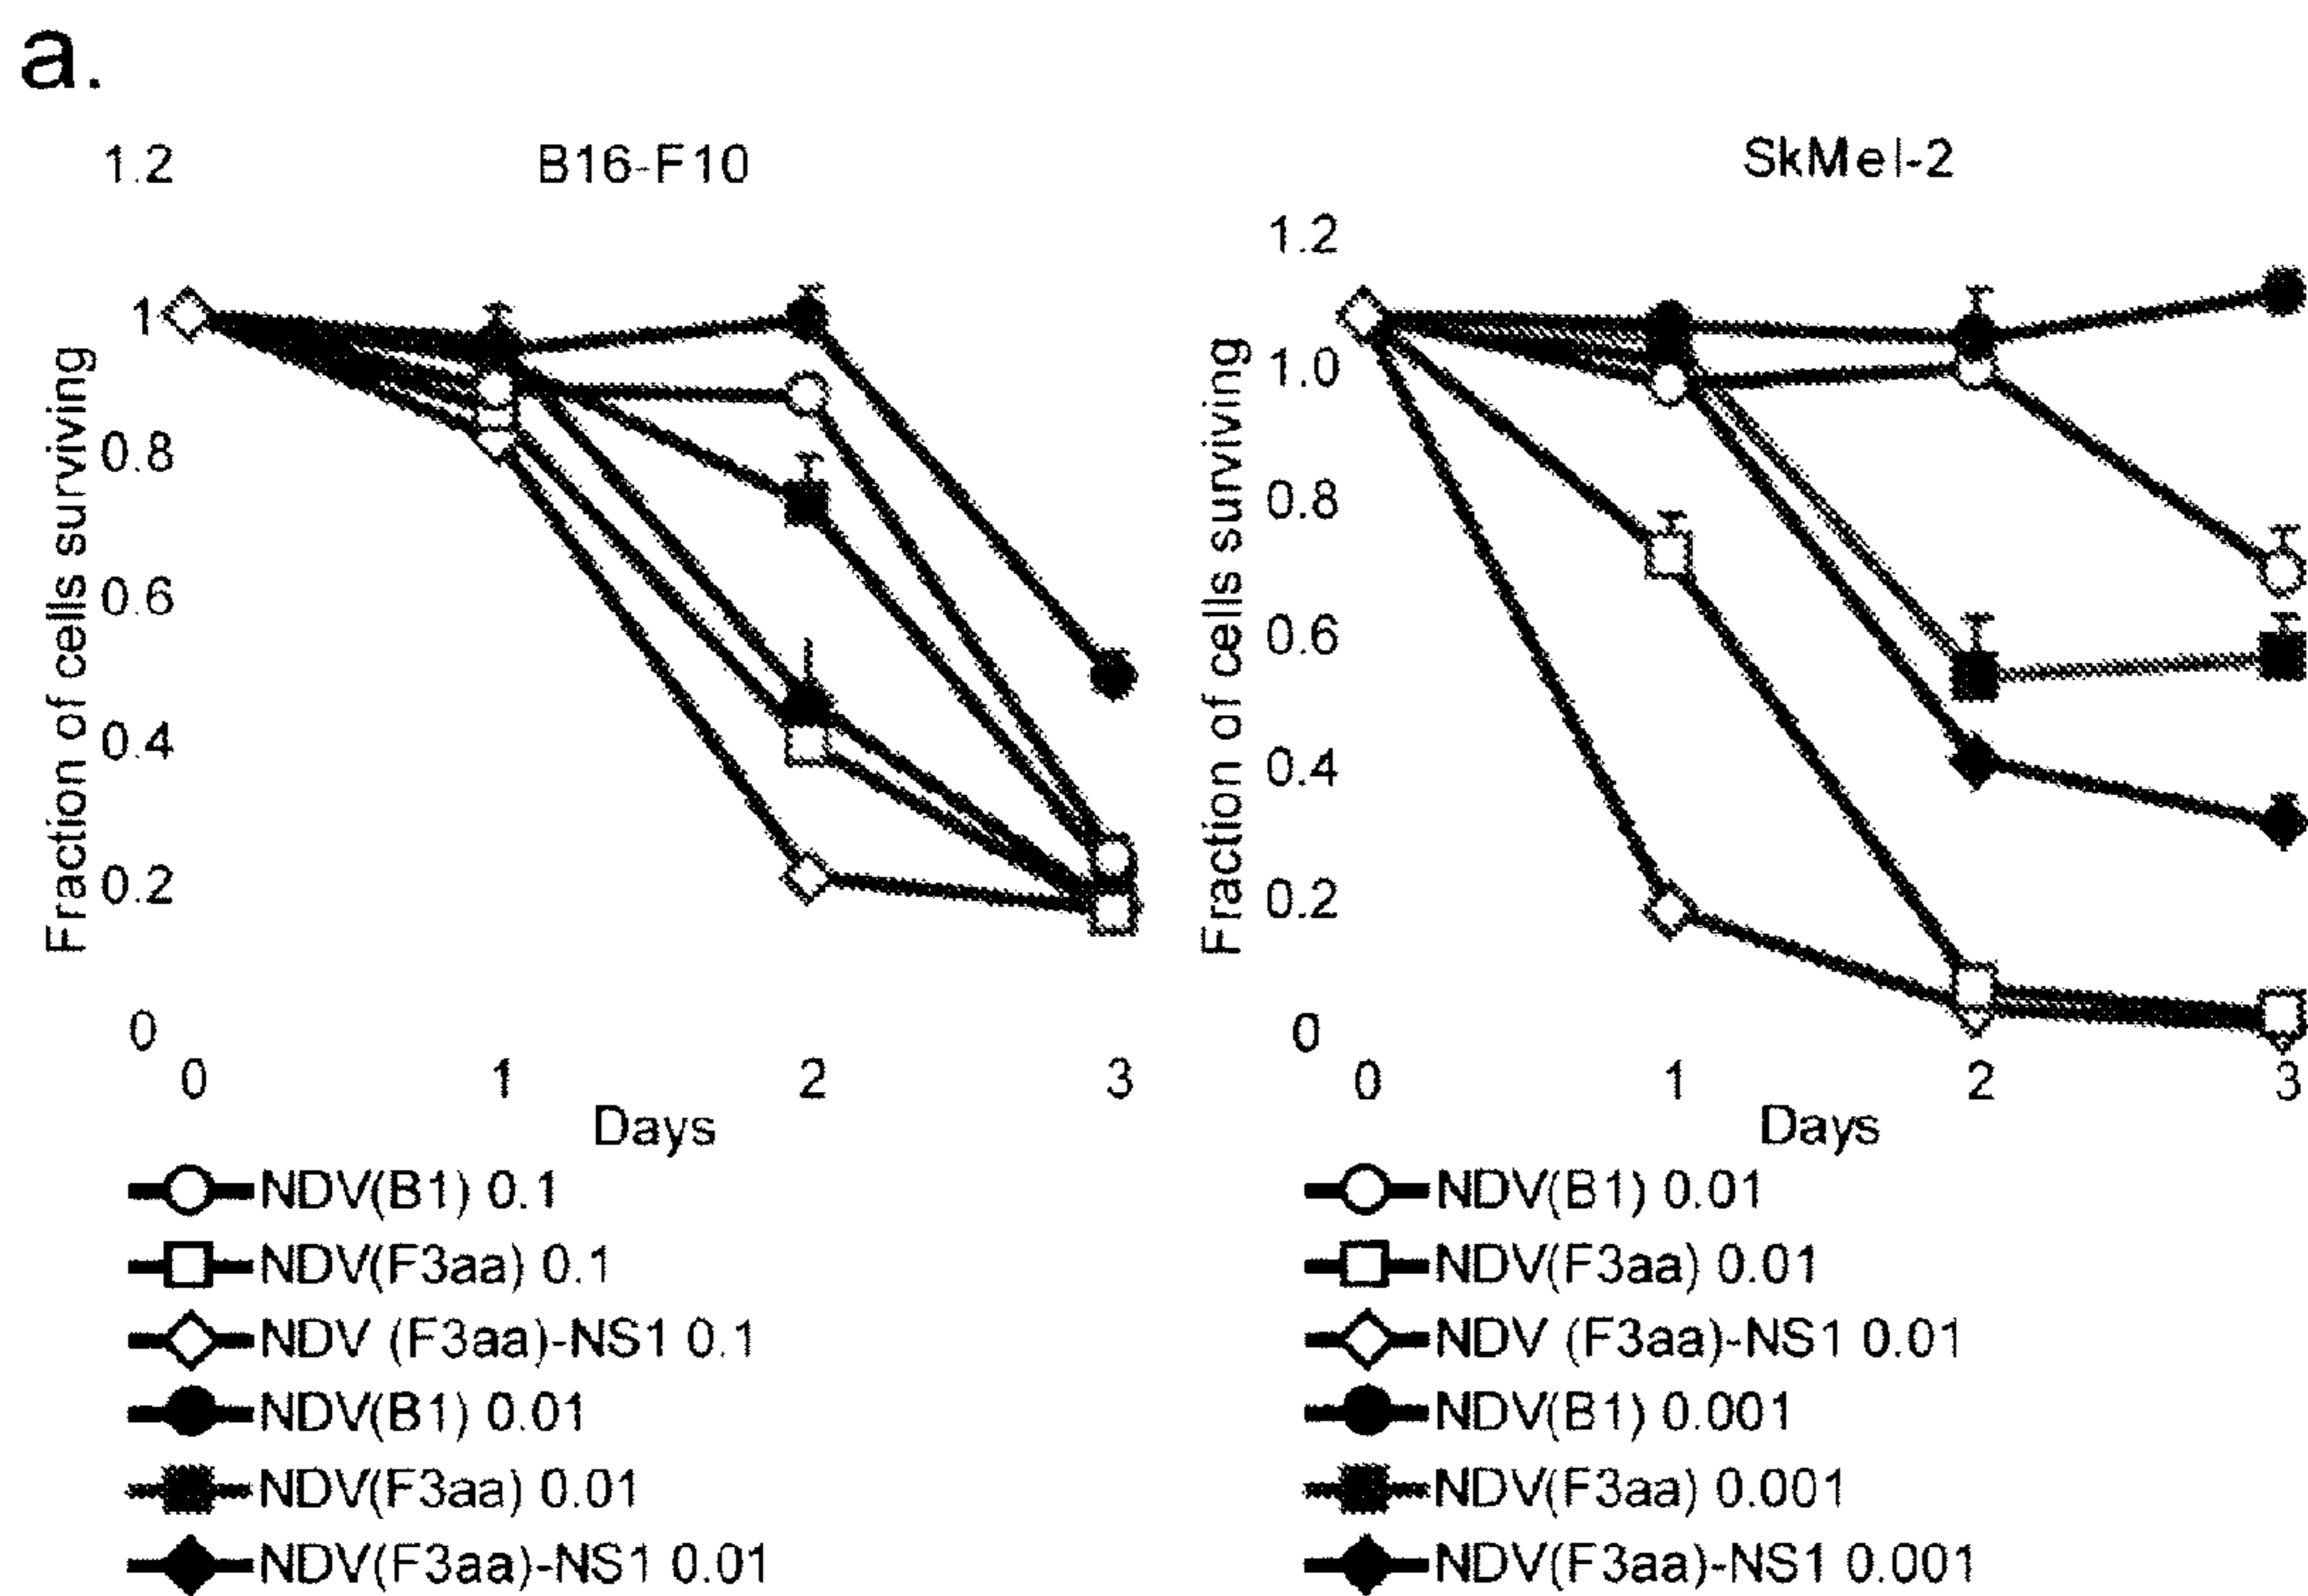 a.
B16-F10
1.2
1
0.8
0.6
0.4
0.2
0
Fraction of cells surviving
0 1 2 3
Days
NDV(B1) 0.1
NDV(F3aa) 0.1
NDV (F3aa)-NS1 0.1
NDV(B1) 0.01
NDV(F3aa) 0.01
NDV(F3aa)-NS1 0.01
SkMel-2
1.2
1.0
0.8
0.6
0.4
0.2
0
Fraction of cells surviving
0 1 2 3
Days
NDV(B1) 0.01
NDV(F3aa) 0.01
NDV (F3aa)-NS1 0.01
NDV(B1) 0.001
NDV(F3aa) 0.001
NDV(F3aa)-NS1 0.001